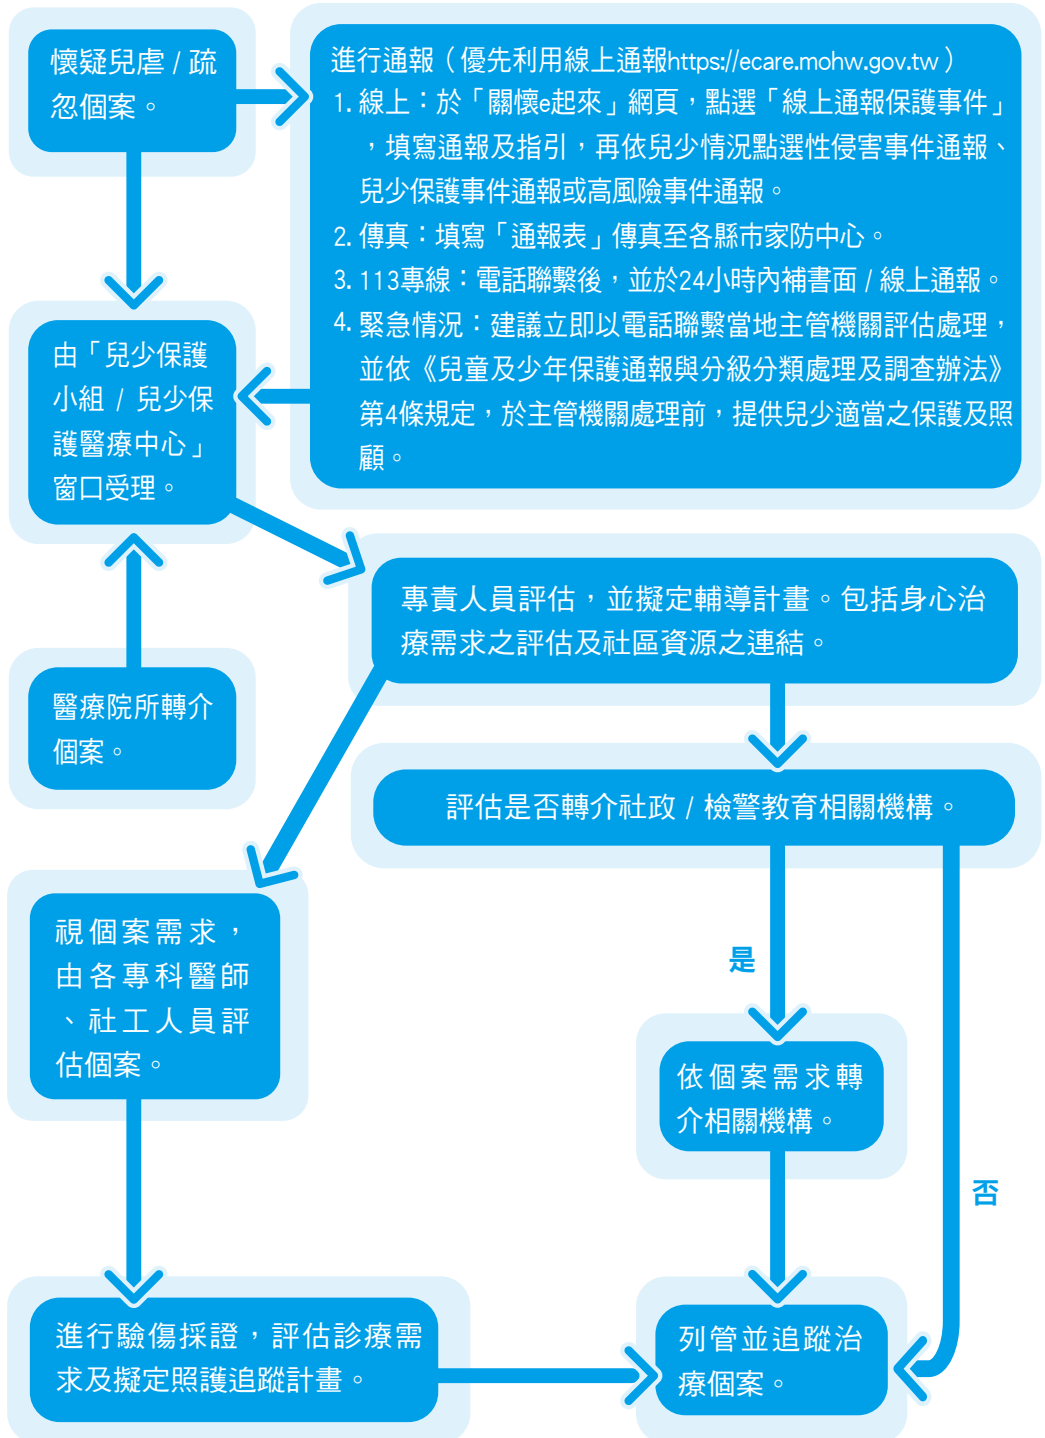 懷疑兒虐 / 疏
忽個案。
進行通報（優先利用線上通報https://ecare.mohw.gov.tw）
1. 線上：於「關懷e起來」網頁，點選「線上通報保護事件」
，填寫通報及指引，再依兒少情況點選性侵害事件通報、
兒少保護事件通報或高風險事件通報。
2. 傳真：填寫「通報表」傳真至各縣市家防中心。
3. 113專線：電話聯繫後，並於24小時內補書面 / 線上通報。
4. 緊急情況：建議立即以電話聯繫當地主管機關評估處理，
並依《兒童及少年保護通報與分級分類處理及調查辦法》
第4條規定，於主管機關處理前，提供兒少適當之保護及照
顧。
由「兒少保護
小組 / 兒少保
護醫療中心」
窗口受理。
專責人員評估，並擬定輔導計畫。包括身心治
療需求之評估及社區資源之連結。
醫療院所轉介
個案。
評估是否轉介社政 / 檢警教育相關機構。
視個案需求，
由各專科醫師
、社工人員評
估個案。
是
依個案需求轉
介相關機構。
否
進行驗傷採證，評估診療需
求及擬定照護追蹤計畫。
列管並追蹤治
療個案。